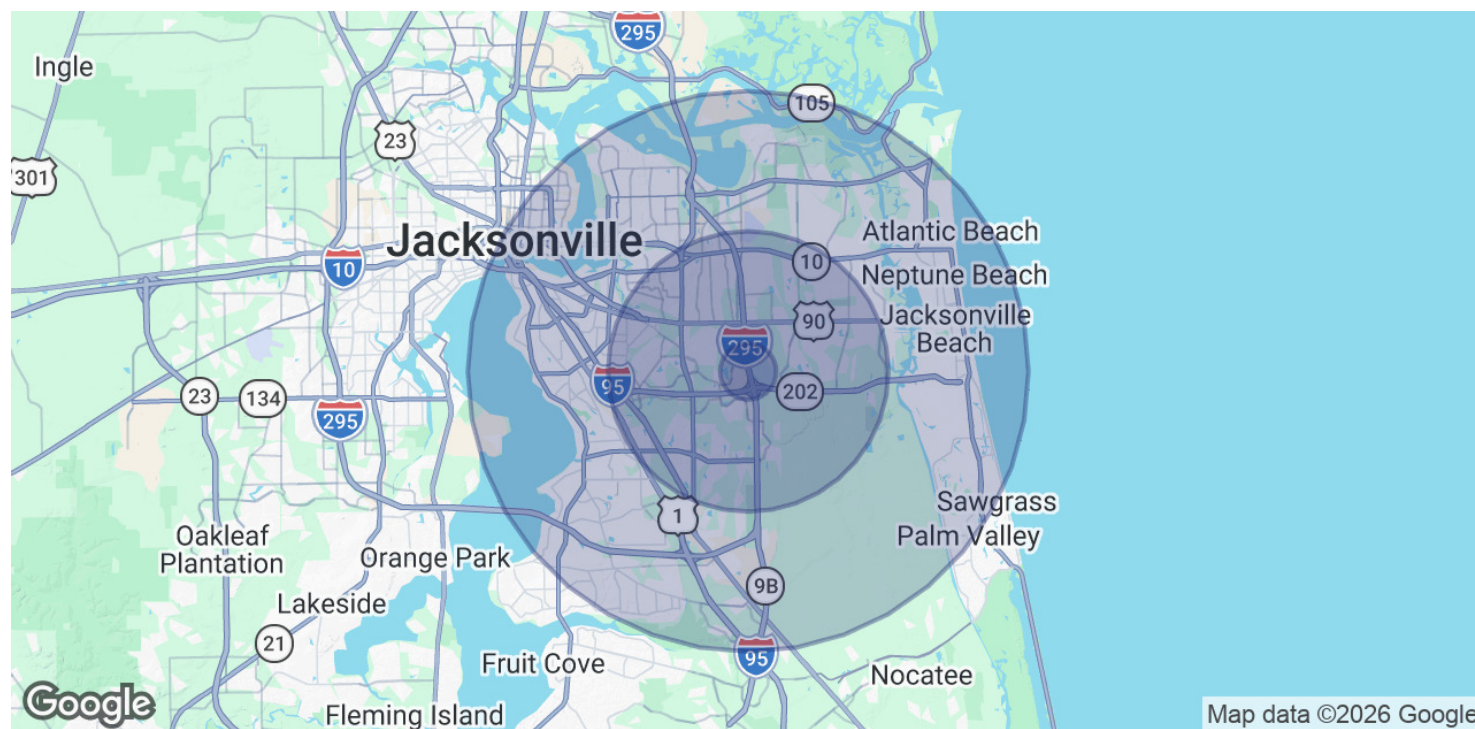 295
Ingle
105
23
301
Jacksonville
Atlantic Beach
10
10
Neptune Beach
90
Jacksonville
Beach
295
95
202
23
134
295
Sawgrass
1
Palm Valley
Oakleaf
Plantation
Orange Park
9B
Lakeside
21
95
Fruit Cove
Nocatee
Google
Fleming Island
Map data ©2026 Google